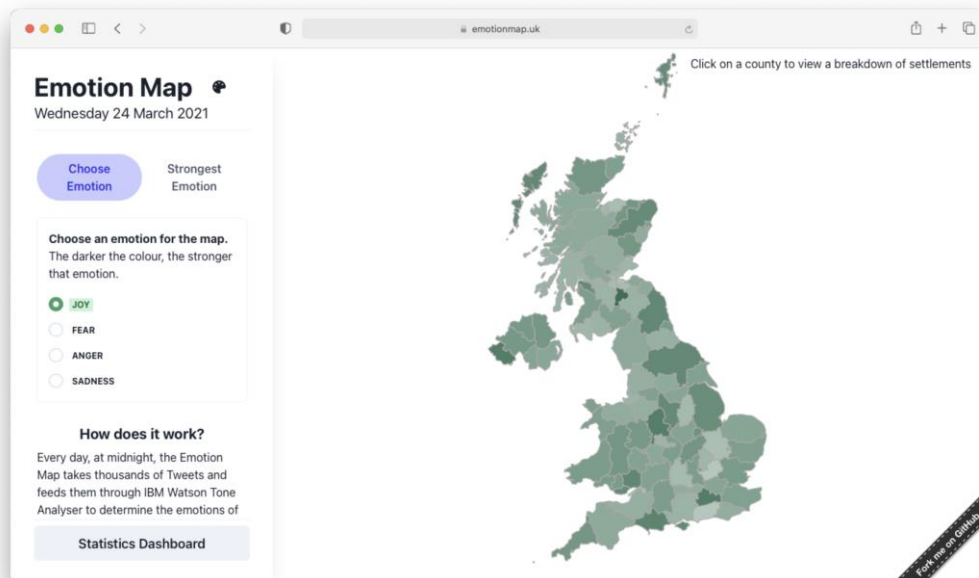 emotionmap.uk
Emotion Map
Wednesday 24 March 2021
Choose
Emotion
Strongest
Emotion
Choose an emotion for the map.
The darker the colour, the stronger
that emotion.
JOY
FEAR
ANGER
SADNESS
How does it work?
Every day, at midnight, the Emotion
Map takes thousands of Tweets and
feeds them through IBM Watson Tone
Analyser to determine the emotions of
Statistics Dashboard
Click on a county to view a breakdown of settlements
Fork me on GitHub